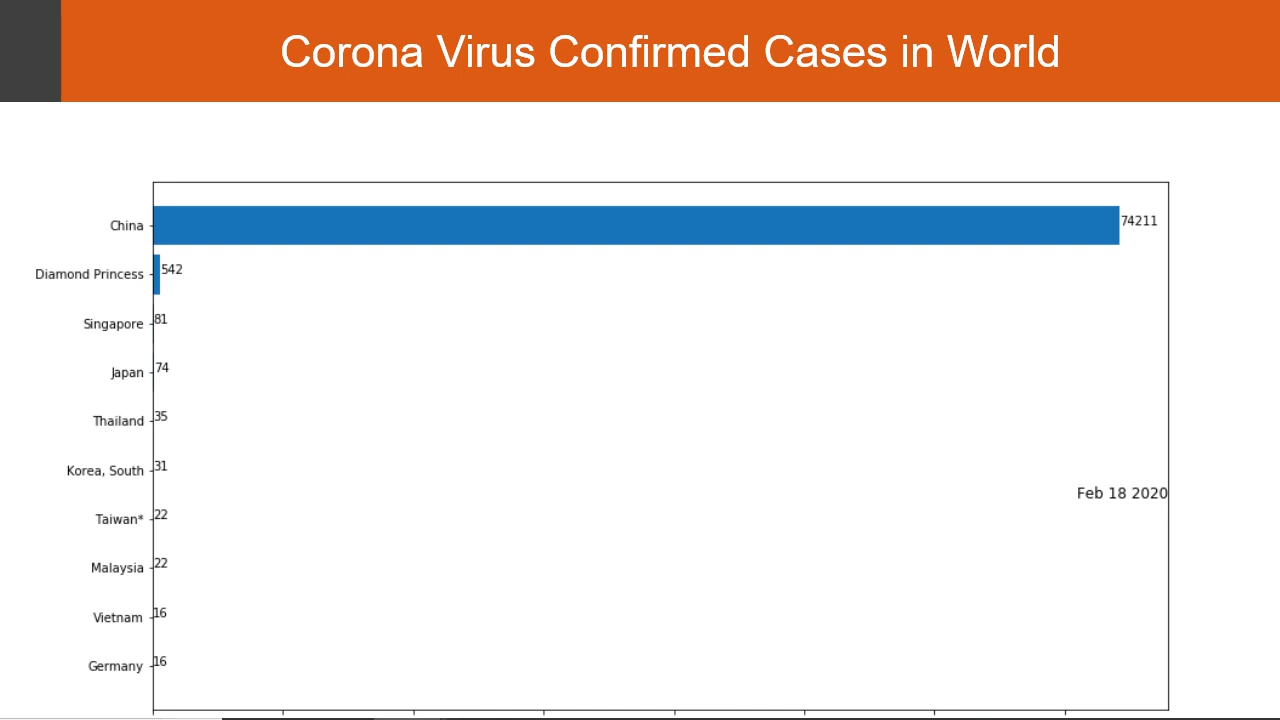 Corona Virus Confirmed Cases in World
China 74211
Diamond Princess 542
Singapore 81
Japan 74
Thailand 35
Korea, South 31
Feb 18 2020
Taiwan* 22
Malaysia 22
Vietnam 16
Germany 16